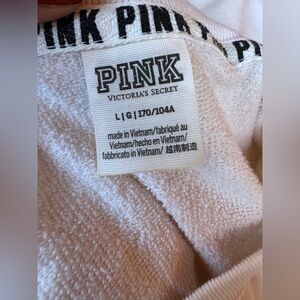 PINK PINK PINK PI
PINK
VICTORIA'S SECRET
L | G | 170/104A
made in Vietnam/fabriqué au
Vietnam/hecho en Vietnam/
fabbricato in Vietnam/越南制造